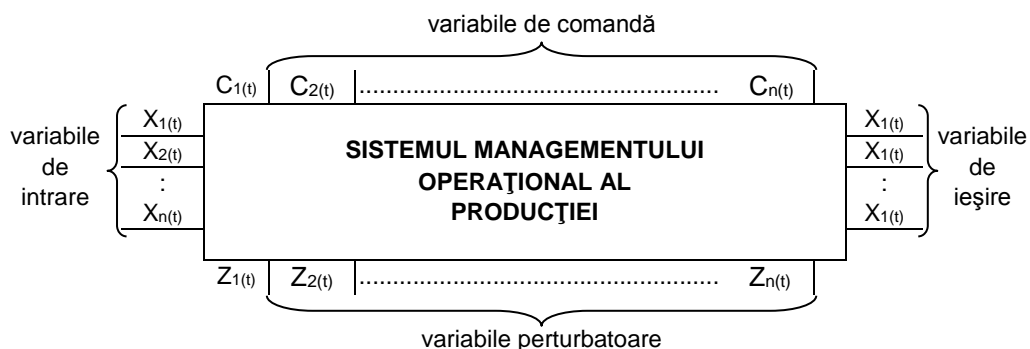 variabile de comandă
C1(t) C2(t) ...................................................... Cn(t)
variabile
de
intrare
X1(t)
X2(t)
:
Xn(t)
SISTEMUL MANAGEMENTULUI
OPERAŢIONAL AL
PRODUCŢIEI
X1(t)
X1(t)
:
X1(t)
variabile
de
ieşire
Z1(t) Z2(t) ...................................................... Zn(t)
variabile perturbatoare